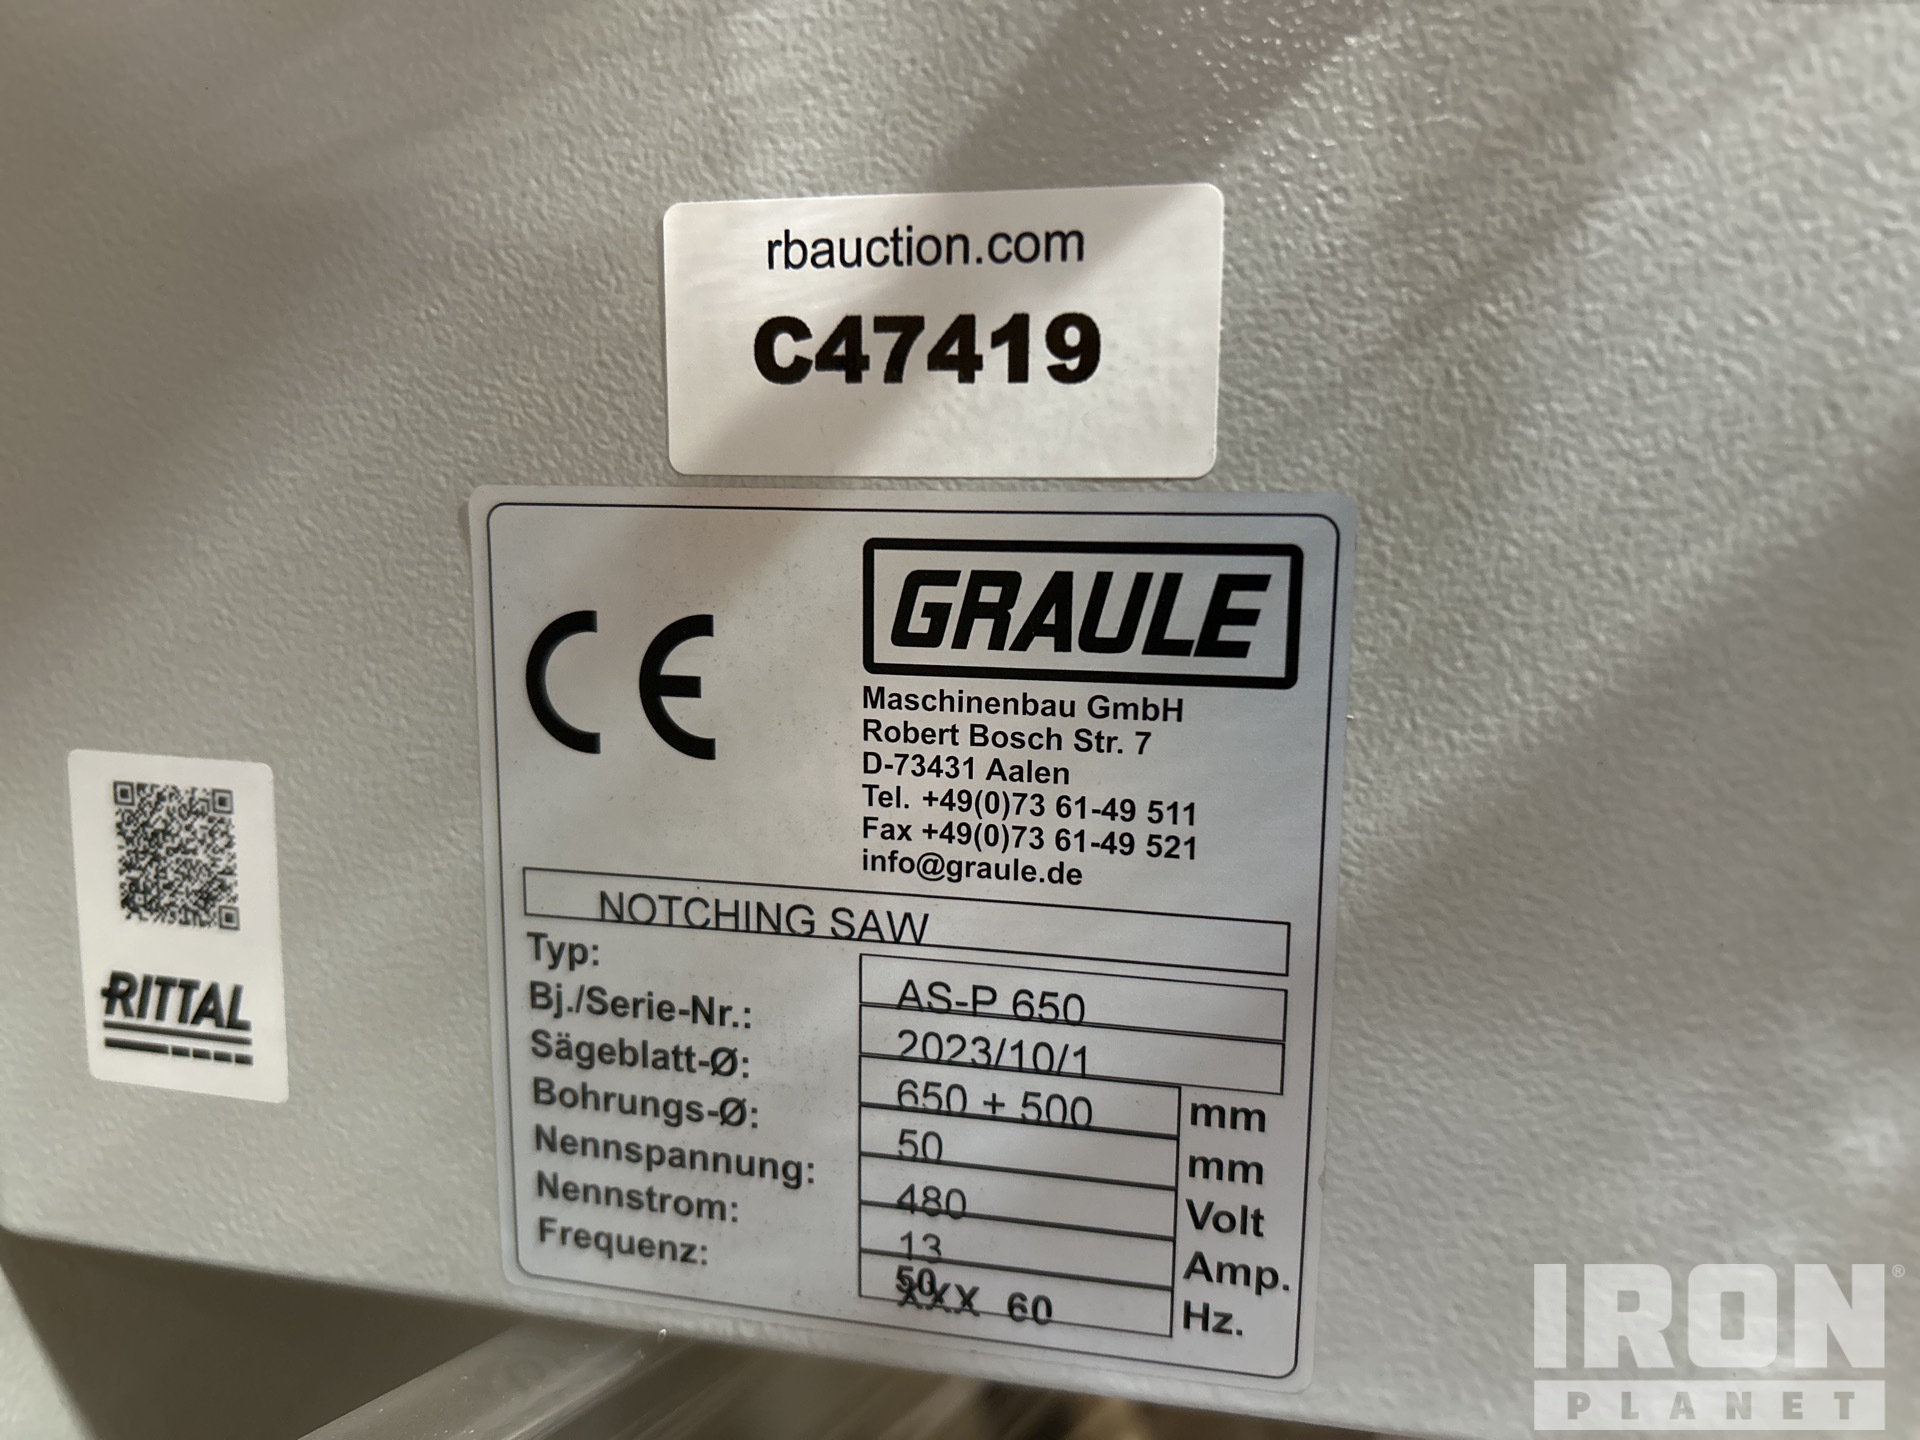 rbauction.com
C47419
CE
GRAULE
Maschinenbau GmbH
Robert Bosch Str. 7
D-73431 Aalen
Tel. +49(0)73 61-49 511
Fax +49(0)73 61-49 521
info@graule.de
NOTCHING SAW
Typ: AS-P 650
Bj./Serie-Nr.: 2023/10/1
Sägeblatt-Ø: 650 + 500 mm
Bohrungs-Ø: 50 mm
Nennspannung: 480 Volt
Nennstrom: 13 Amp.
Frequenz: 50 XXX 60 Hz.
RITTAL
IRON®
PLANET